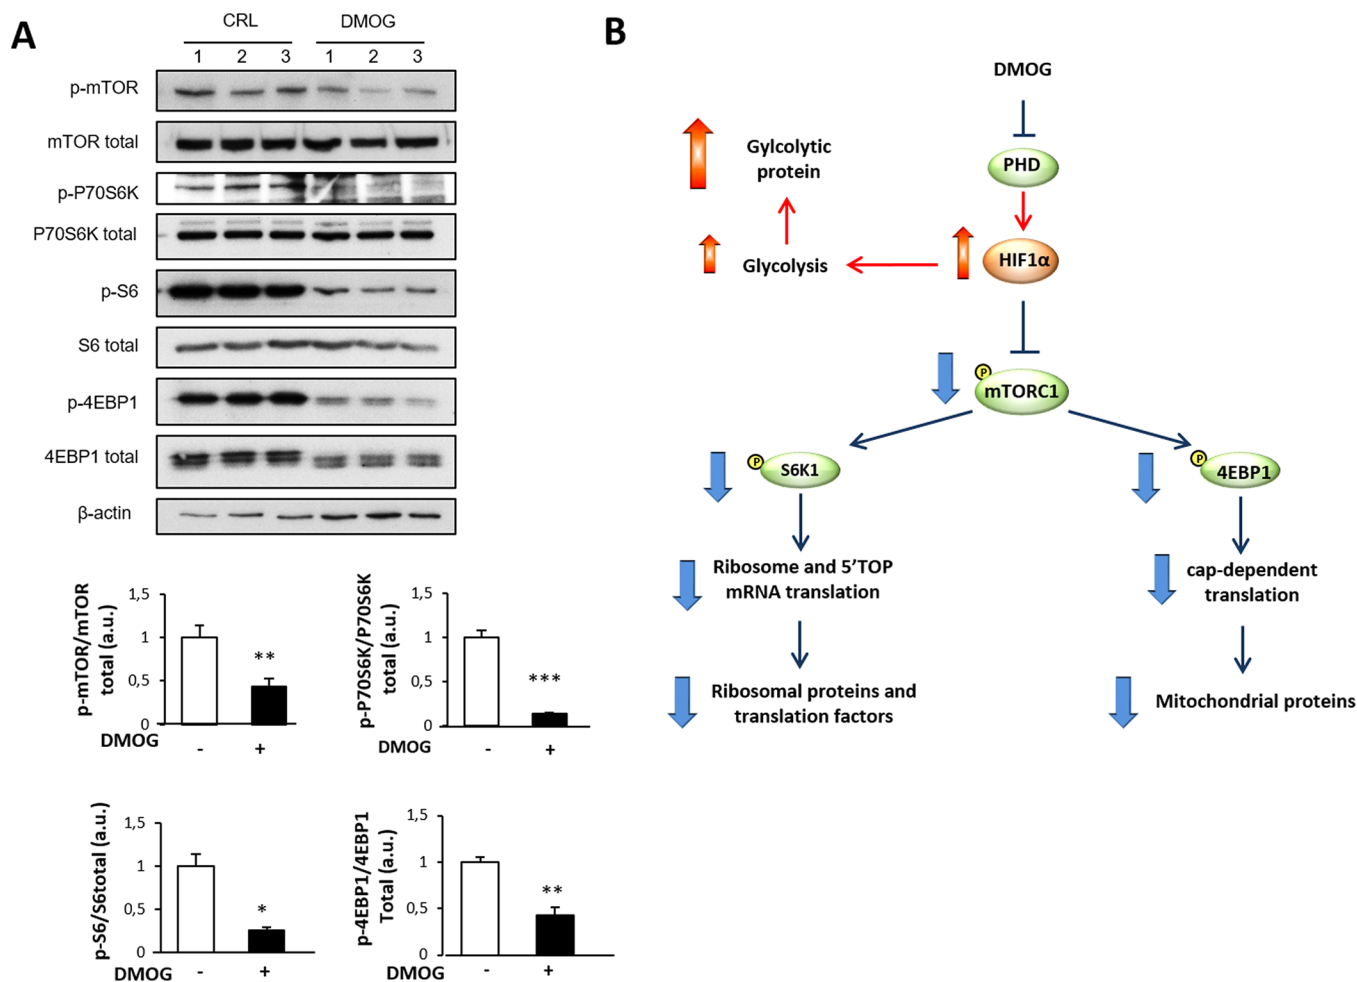 A
CRL DMOG
1 2 3 1 2 3
p-mTOR
mTOR total
p-P70S6K
P70S6K total
p-S6
S6 total
p-4EBP1
4EBP1 total
β-actin
p-mTOR/mTOR
total (a.u.)
1,5
1
0,5
0
**
DMOG - +
p-P70S6K/P70S6K
total (a.u.)
1,5
1
0,5
0
***
DMOG - +
p-S6/S6total (a.u.)
1,5
1
0,5
0
*
DMOG - +
p-4EBP1/4EBP1
Total (a.u.)
1,5
1
0,5
0
**
DMOG - +
B
DMOG
PHD
HIF1α
Gylcolytic
protein
Glycolysis
P
mTORC1
P
S6K1
P
4EBP1
Ribosome and 5'TOP
mRNA translation
cap-dependent
translation
Ribosomal proteins and
translation factors
Mitochondrial proteins